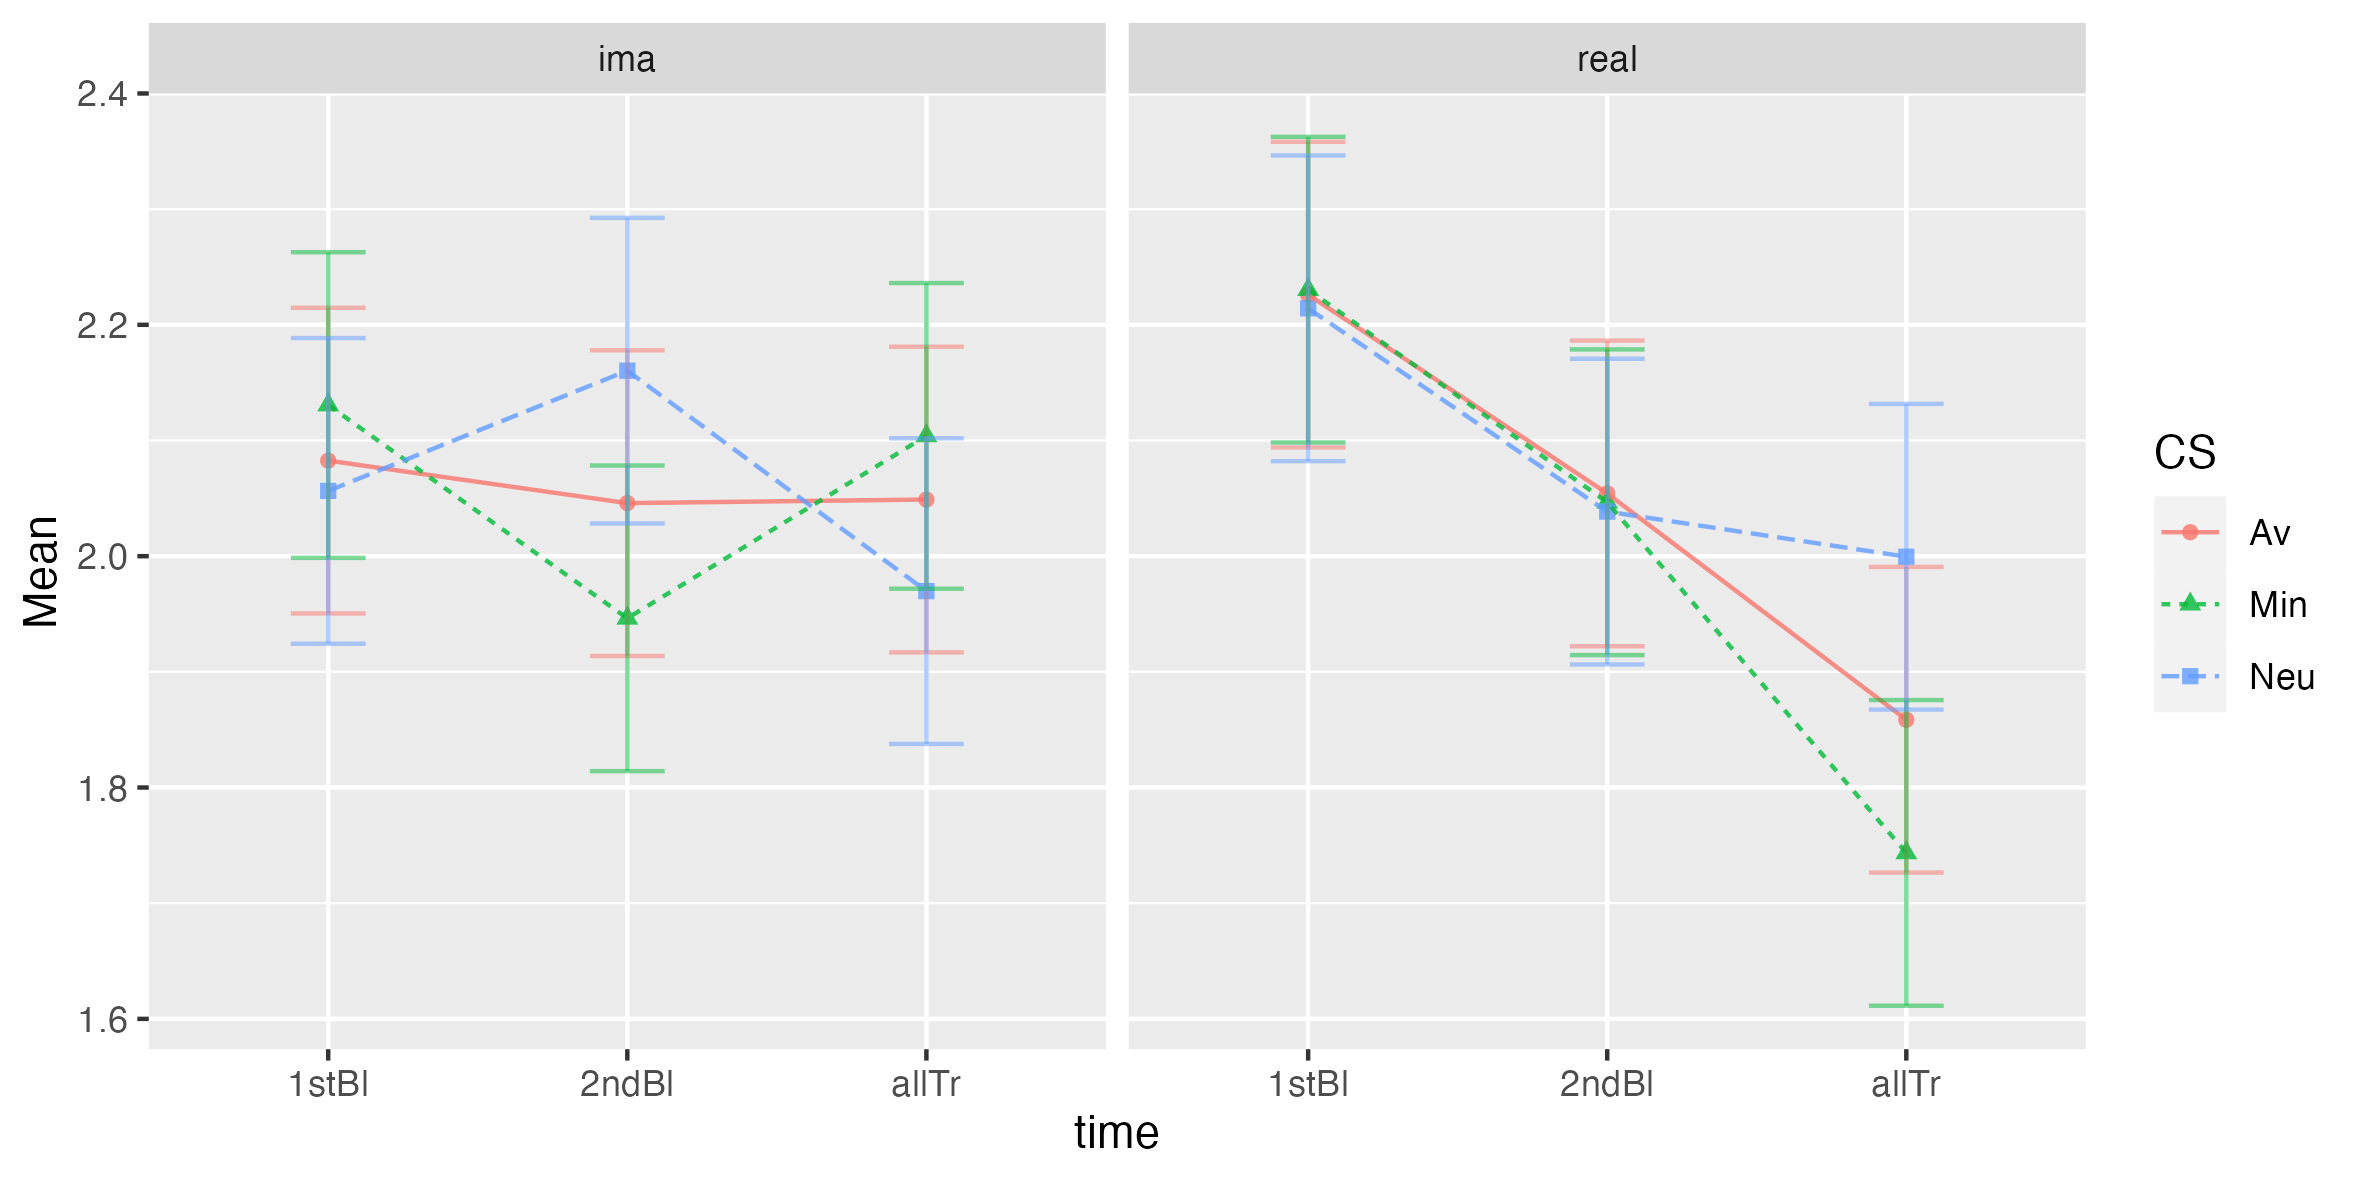 ima
real
2.4
2.2
2.0
1.8
1.6
Mean
1stBl
2ndBl
allTr
1stBl
2ndBl
allTr
time
CS
Av
Min
Neu